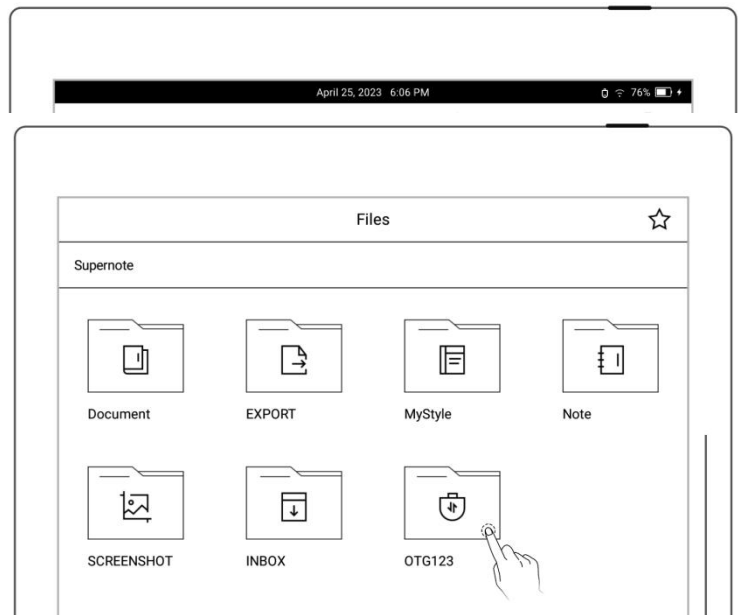 April 25, 2023 6:06 PM 76%
Files
Supernote
Document EXPORT MyStyle Note
SCREENSHOT INBOX OTG123